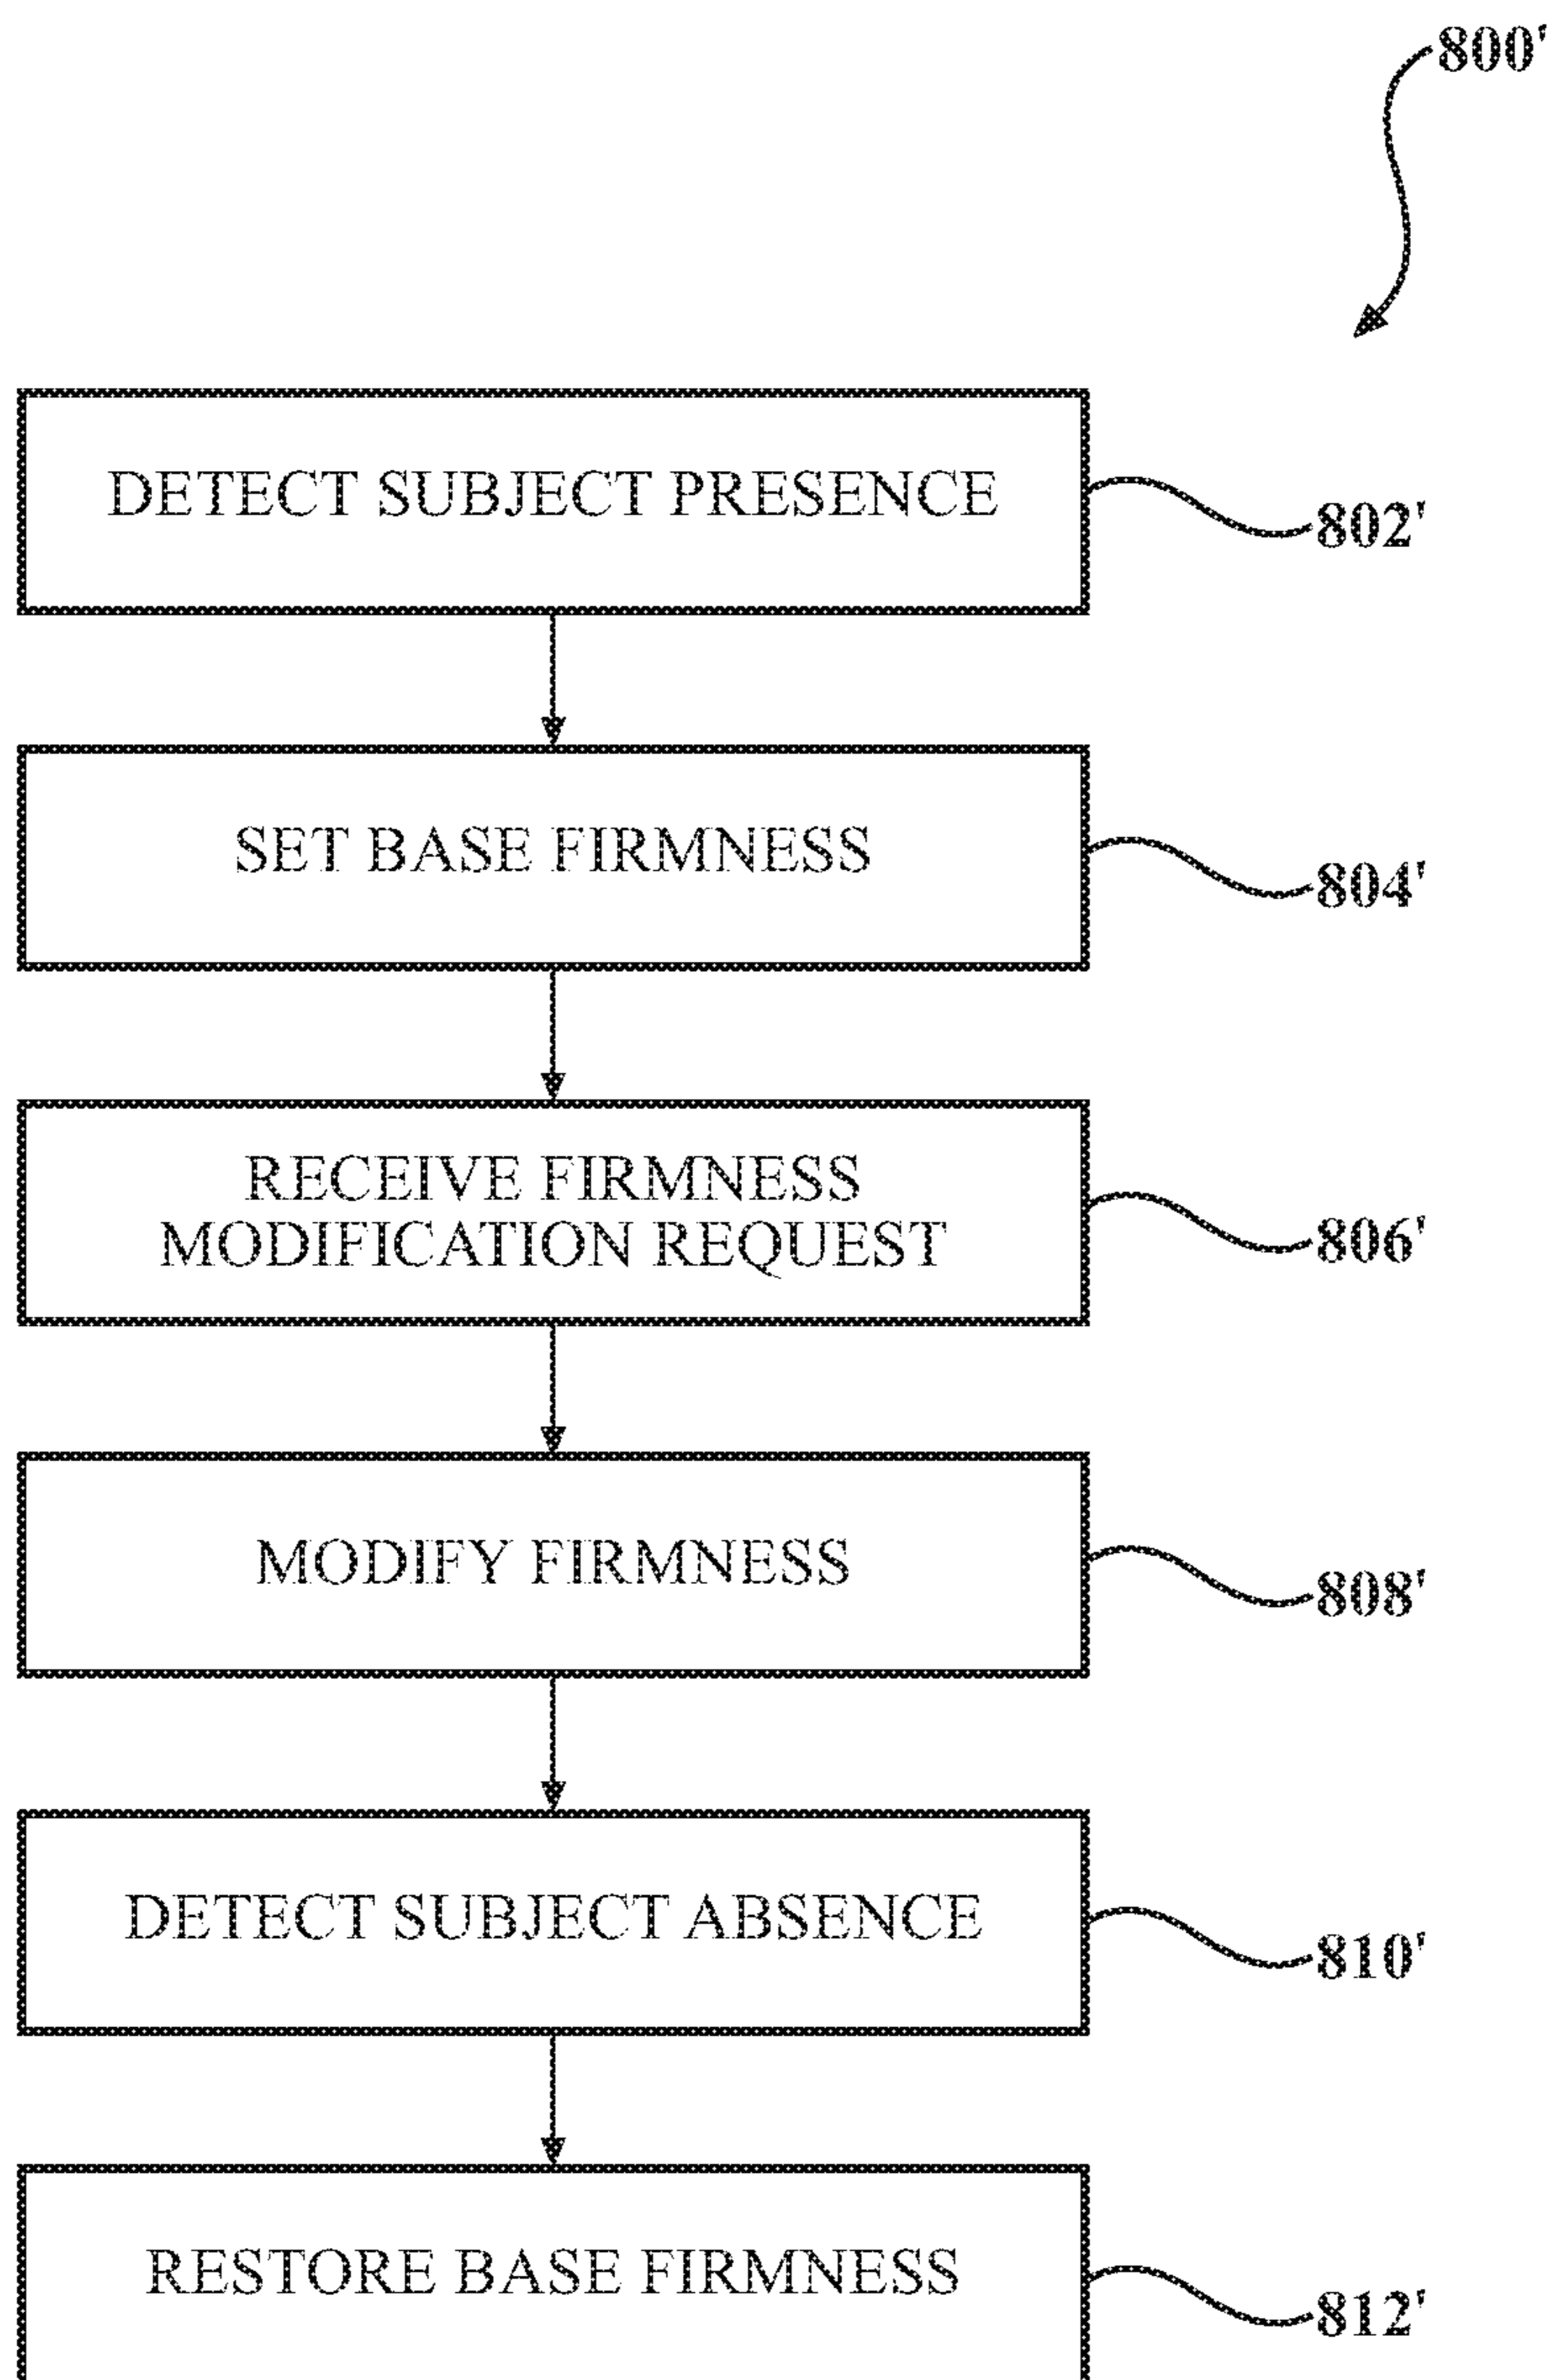 800'
DETECT SUBJECT PRESENCE
802'
SET BASE FIRMNESS
804'
RECEIVE FIRMNESS
MODIFICATION REQUEST
806'
MODIFY FIRMNESS
808'
DETECT SUBJECT ABSENCE
810'
RESTORE BASE FIRMNESS
812'